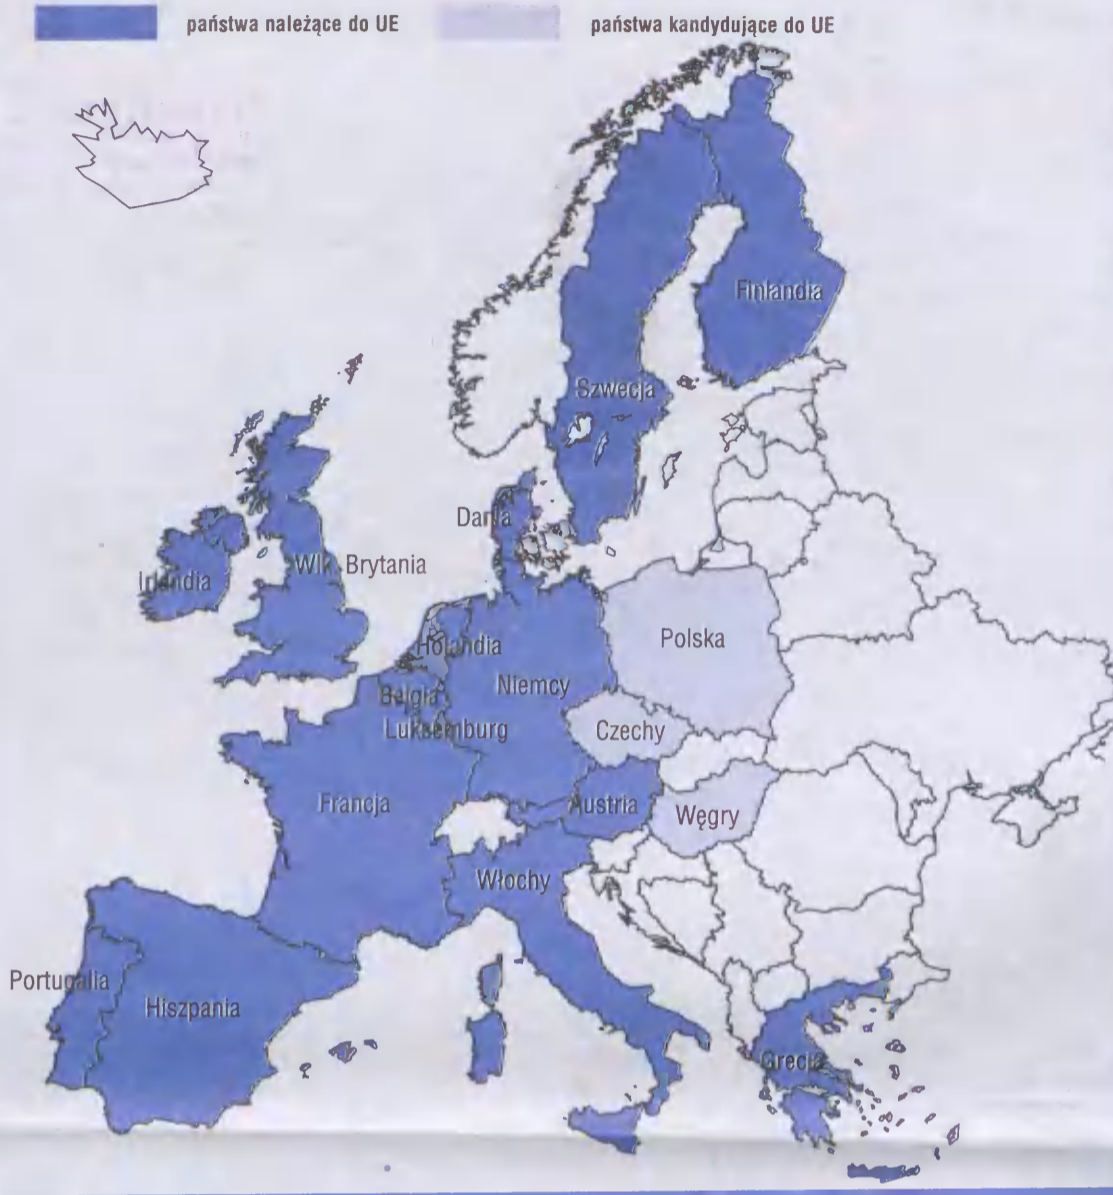 państwa należące do UE
państwa kandydujące do UE
Finlandia
Szwecja
Dania
Irlandia
Wlk. Brytania
Holandia
Polska
Belgia
Niemcy
Luksemburg
Czechy
Francja
Austria
Węgry
Włochy
Portugalia
Hiszpania
Grecja